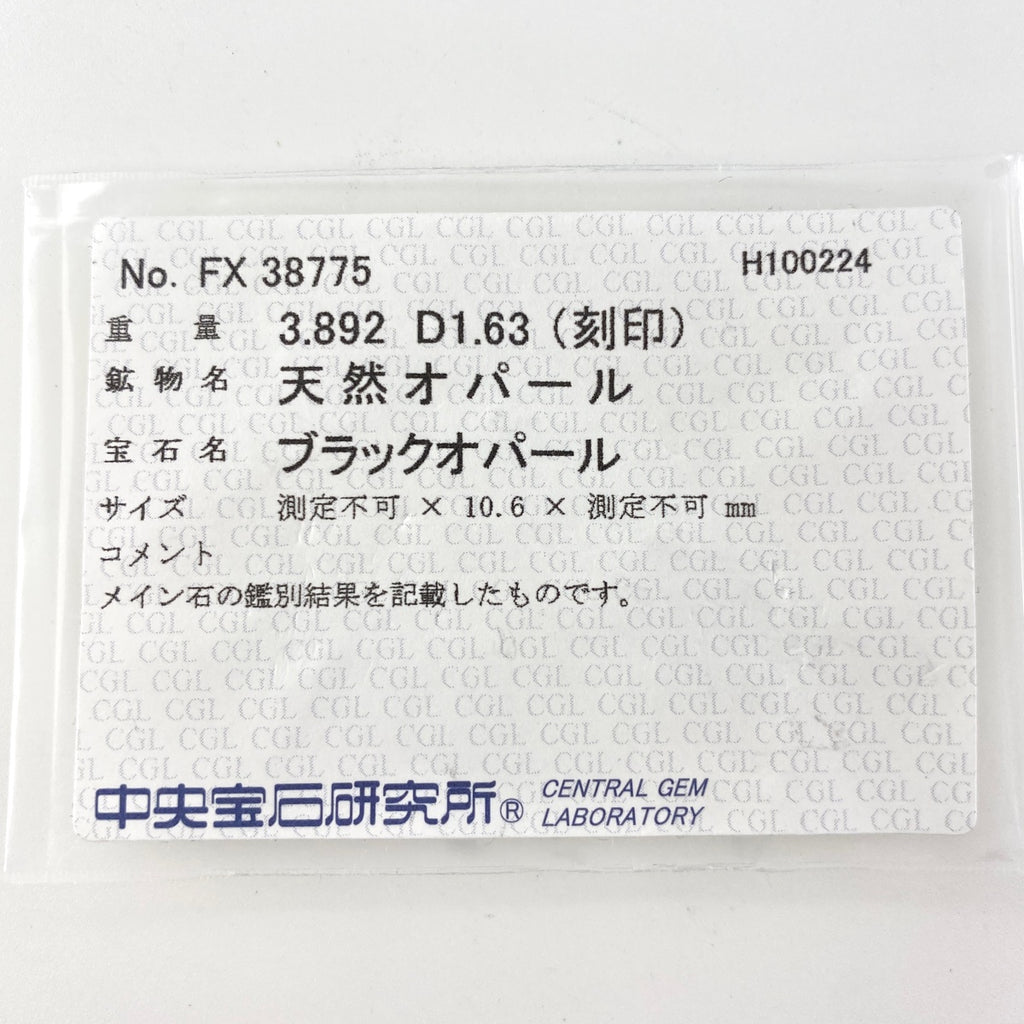 No. FX 38775 H100224
重量 3.892 D1.63 (刻印)
鉱物名 天然オパール
宝石名 ブラックオパール
サイズ 測定不可 × 10.6 × 測定不可 mm
コメント
メイン石の鑑別結果を記載したものです。
中央宝石研究所® CENTRAL GEM
LABORATORY